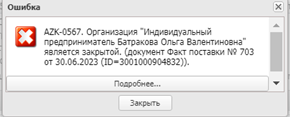 Ошибка
AZK-0567. Организация "Индивидуальный
предприниматель Батракова Ольга Валентиновна"
является закрытой. (документ Факт поставки № 703
от 30.06.2023 (ID=3001000904832)).
Подробнее...
Закрыть